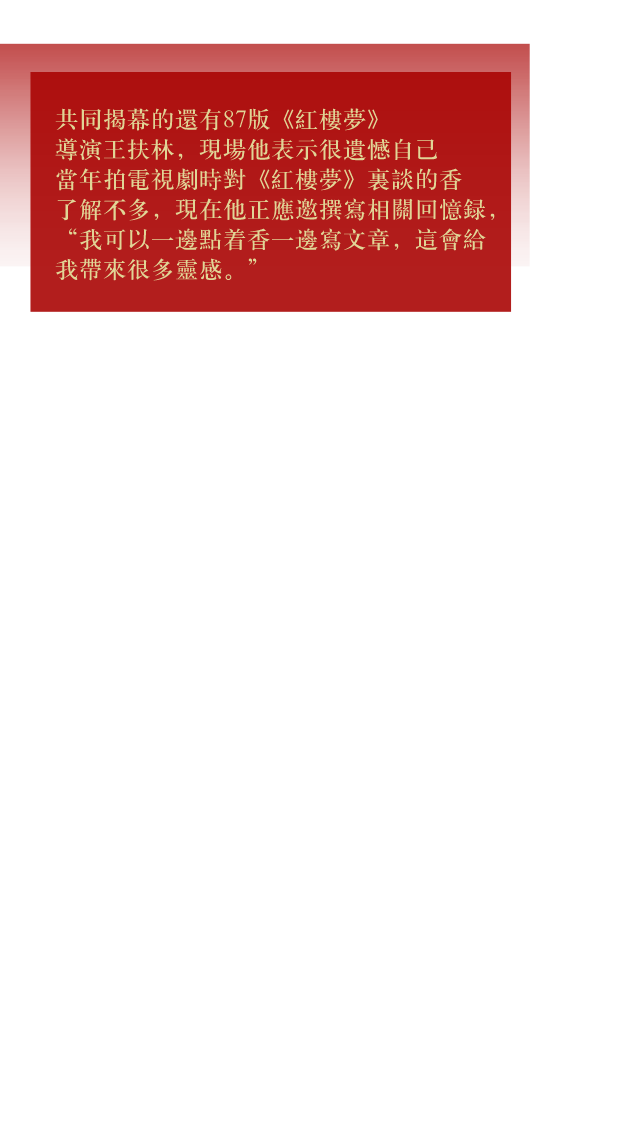 共同揭幕的還有87版《紅樓夢》
導演王扶林，現場他表示很遺憾自己
當年拍電視劇時對《紅樓夢》裏談的香
了解不多，現在他正應邀撰寫相關回憶録，
“我可以一邊點着香一邊寫文章，這會給
我帶來很多靈感。”